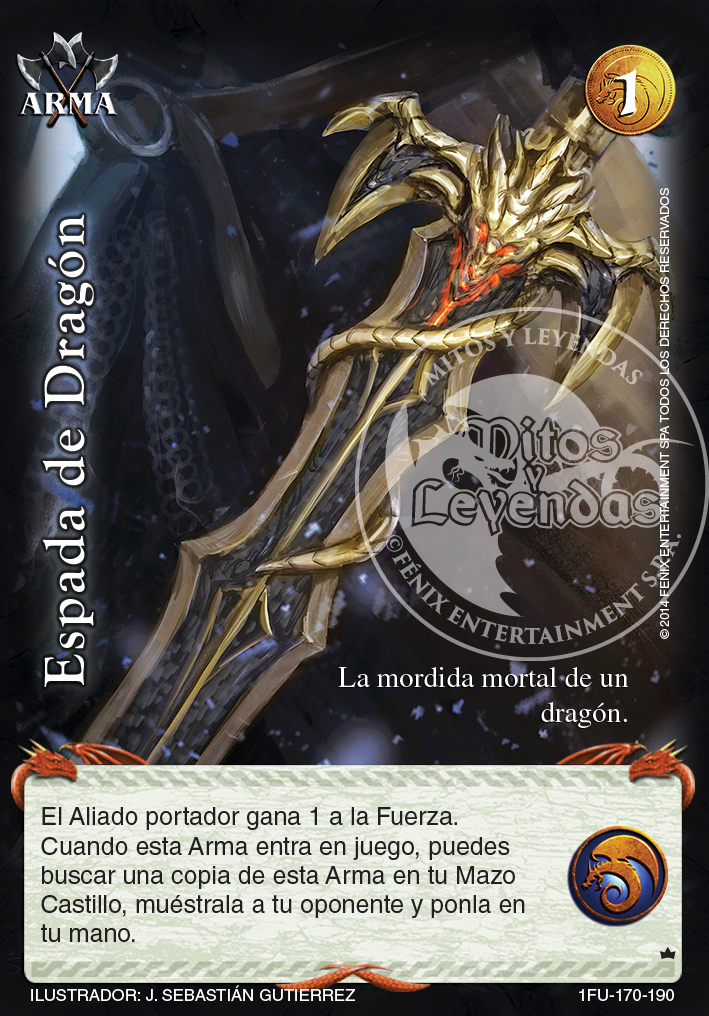 ARMA
1
Espada de Dragón
© 2014 FÉNIX ENTERTAINMENT SPA TODOS LOS DERECHOS RESERVADOS
MITOS Y LEYENDAS
Mitos
y
Leyendas
© FÉNIX ENTERTAINMENT S.P.A.
La mordida mortal de un
dragón.
El Aliado portador gana 1 a la Fuerza.
Cuando esta Arma entra en juego, puedes
buscar una copia de esta Arma en tu Mazo
Castillo, muéstrala a tu oponente y ponla en
tu mano.
ILUSTRADOR: J. SEBASTIÁN GUTIERREZ
1FU-170-190